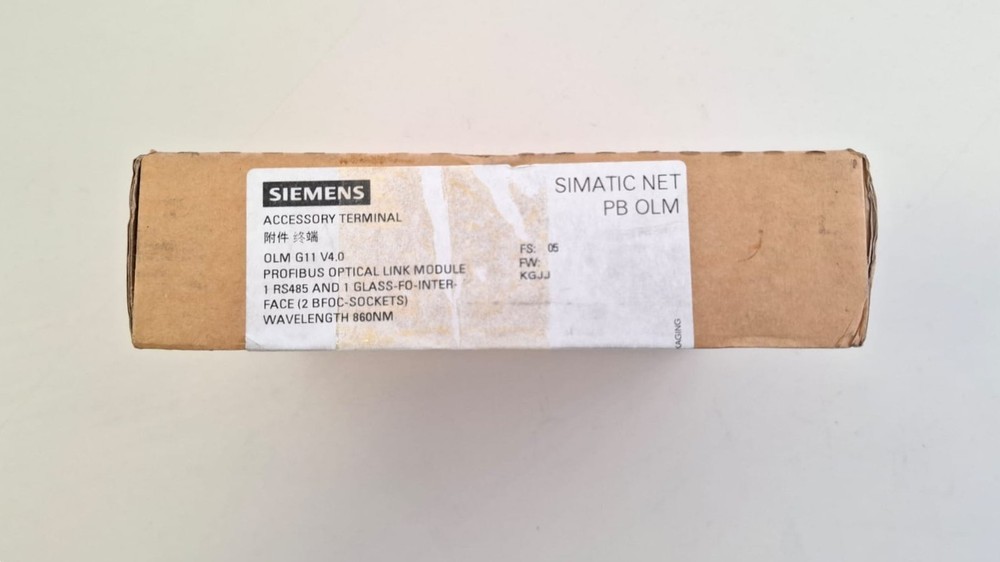 SIEMENS
ACCESSORY TERMINAL
附件 终端
OLM G11 V4.0
PROFIBUS OPTICAL LINK MODULE
1 RS485 AND 1 GLASS-FO-INTER-
FACE (2 BFOC-SOCKETS)
WAVELENGTH 860NM
FS: 05
FW:
KGJJ
SIMATIC NET
PB OLM